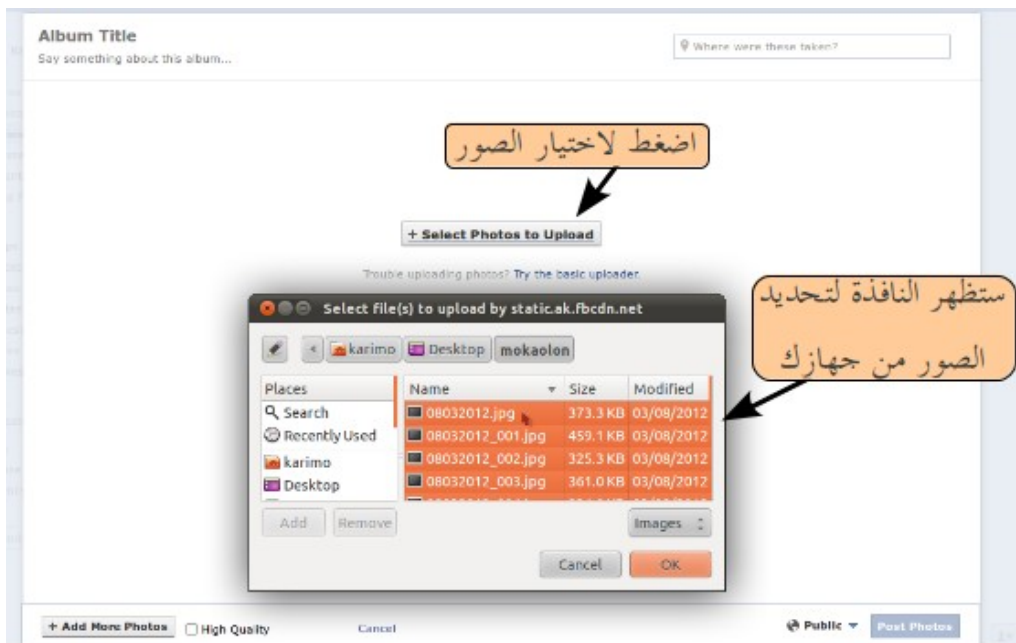 Album Title
Say something about this album...
Where were these taken?
اضغط لاختيار الصور
+ Select Photos to Upload
Trouble uploading photos? Try the basic uploader.
ستظهر النافذة لتحديد
الصور من جهازك
Select file(s) to upload by static.ak.fbcdn.net
karimo Desktop mokaolon
Places Name Size Modified
Search 08032012.jpg 373.3 KB 03/08/2012
Recently Used 08032012_001.jpg 459.1 KB 03/08/2012
karimo 08032012_002.jpg 325.3 KB 03/08/2012
Desktop 08032012_003.jpg 361.0 KB 03/08/2012
Add Remove Images
Cancel OK
+ Add More Photos High Quality Cancel Public Post Photos